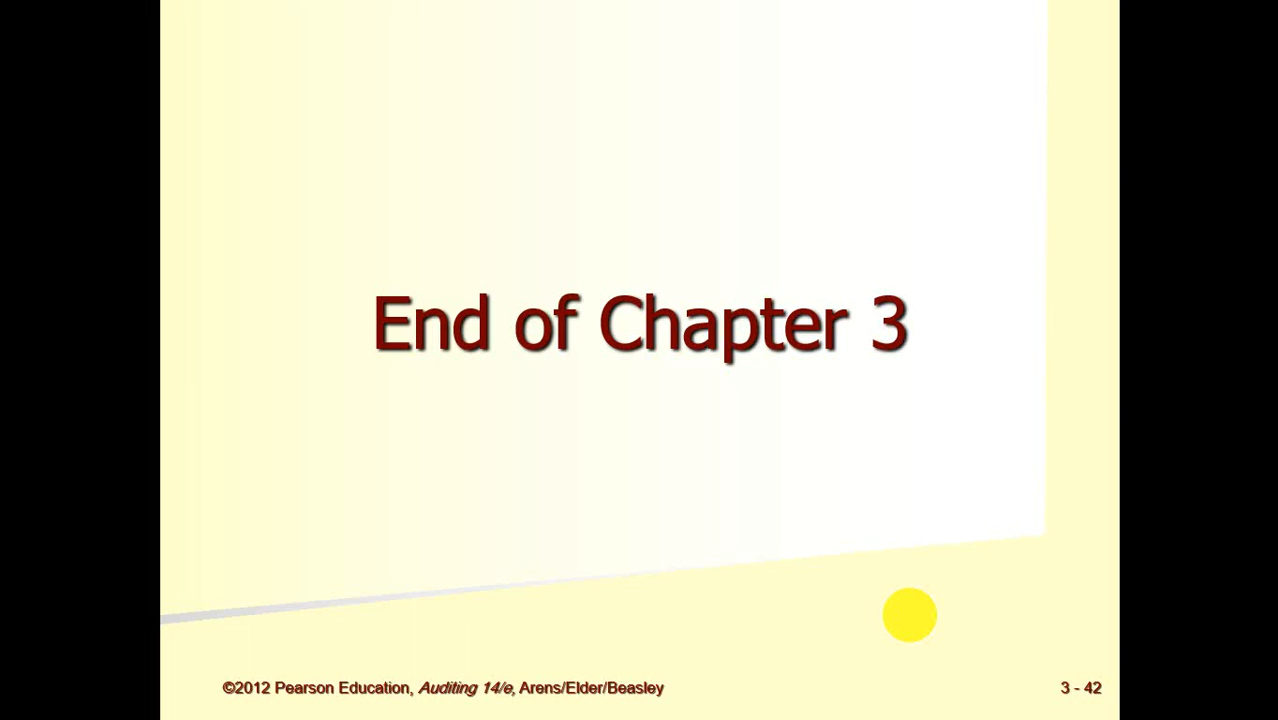 End of Chapter 3
©2012 Pearson Education, Auditing 14/e, Arens/Elder/Beasley
3 - 42